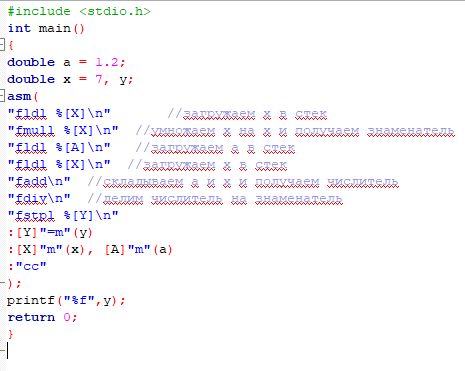 #include <stdio.h>
int main()
{
double a = 1.2;
double x = 7, y;
asm(
"fldl %[X]\n" //загружаем x в стек
"fmull %[X]\n" //умножаем x на x и получаем знаменатель
"fldl %[A]\n" //загружаем a в стек
"fldl %[X]\n" //загружаем x в стек
"fadd\n" //складываем a и x и получаем числитель
"fdiv\n" //делим числитель на знаменатель
"fstpl %[Y]\n"
:[Y]"=m"(y)
:[X]"m"(x), [A]"m"(a)
:"cc"
);
printf("%f",y);
return 0;
}